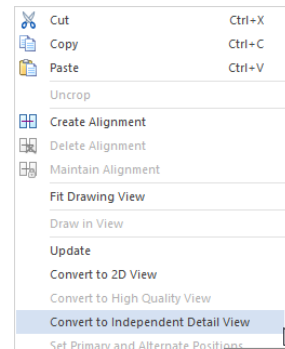 Cut Ctrl+X
Copy Ctrl+C
Paste Ctrl+V
Uncrop
Create Alignment
Delete Alignment
Maintain Alignment
Fit Drawing View
Draw in View
Update
Convert to 2D View
Convert to High Quality View
Convert to Independent Detail View
Set Primary and Alternate Positions